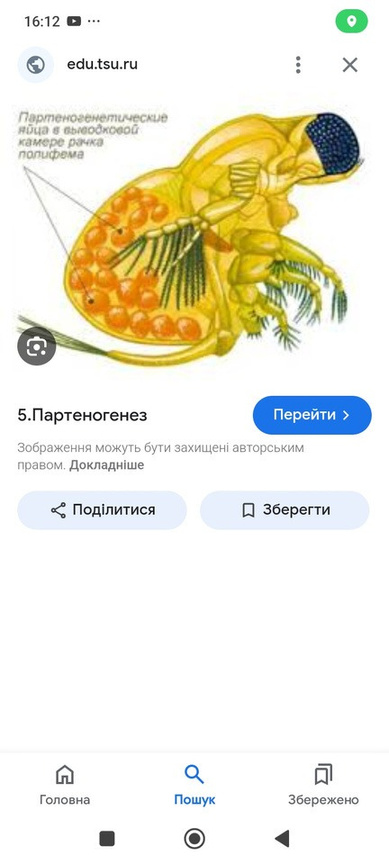 16:12
edu.tsu.ru
Партеногенетические
яйца в выводковой
камере рачка
полифема
5.Партеногенез
Перейти
Зображення можуть бути захищені авторським
правом. Докладніше
Поділитися
Зберегти
Головна
Пошук
Збережено